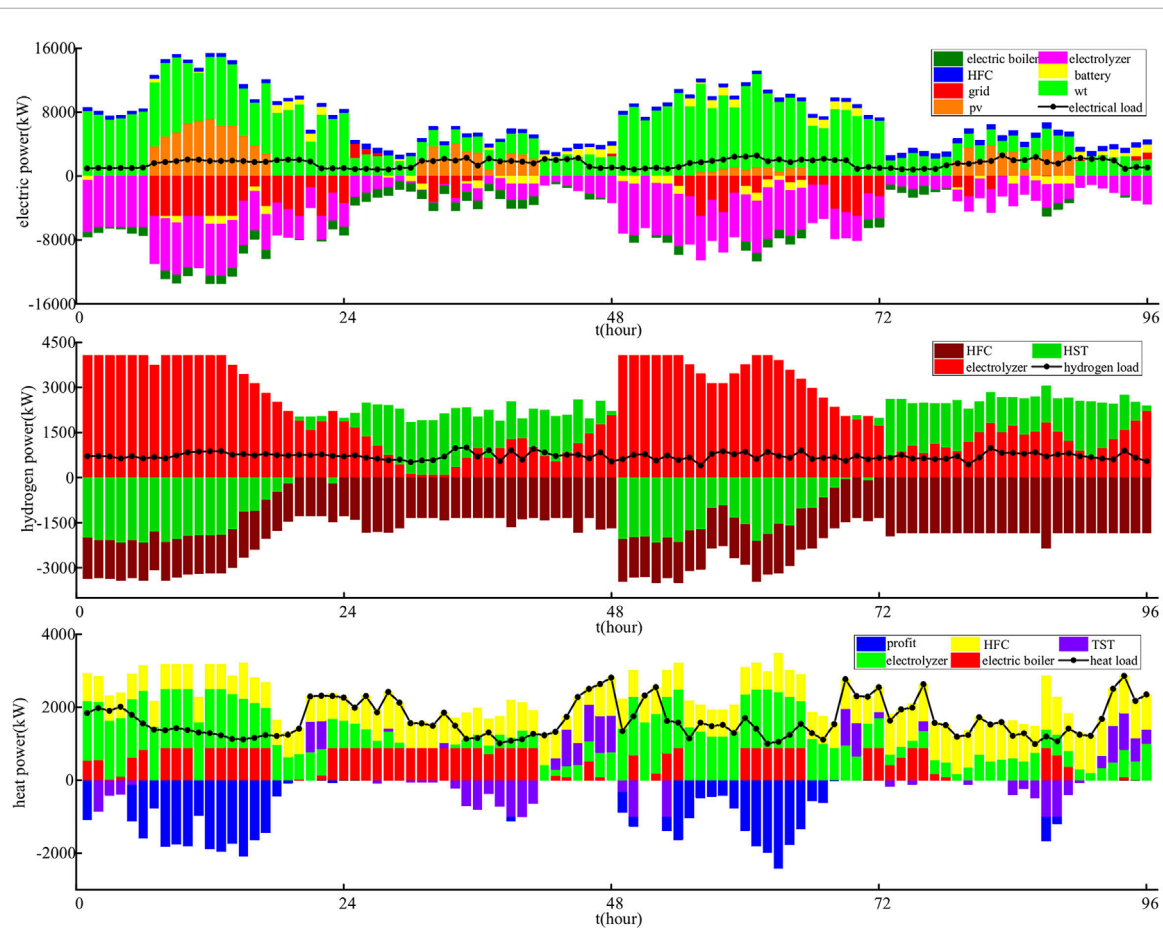 16000
8000
0
-8000
-16000
electric power(kW)
electric boiler
electrolyzer
HFC
battery
grid
wt
pv
electrical load
0
24
48
72
96
t(hour)
4500
3000
1500
0
-1500
-3000
hydrogen power(kW)
HFC
HST
electrolyzer
hydrogen load
0
24
48
72
96
t(hour)
4000
2000
0
-2000
heat power(kW)
profit
HFC
TST
electrolyzer
electric boiler
heat load
0
24
48
72
96
t(hour)